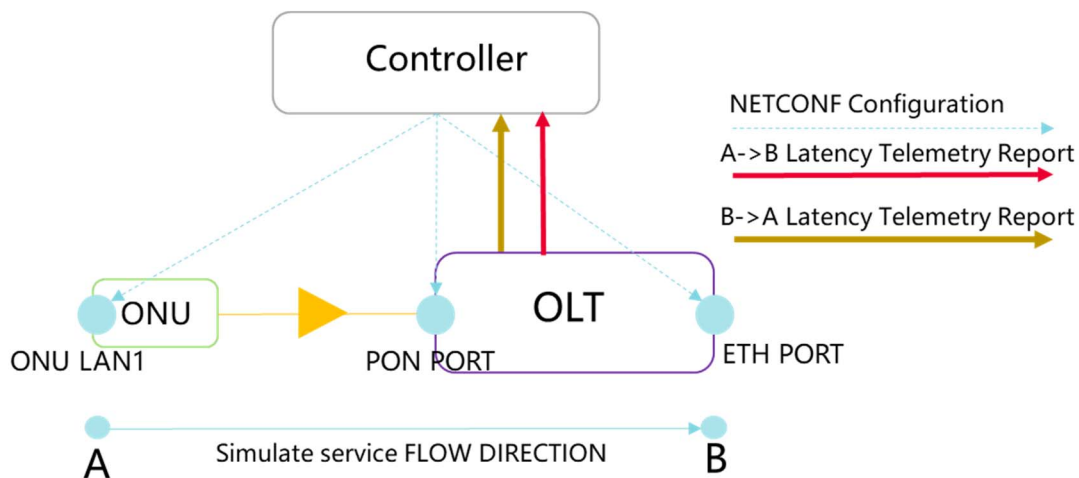 Controller
NETCONF Configuration
A->B Latency Telemetry Report
B->A Latency Telemetry Report
ONU
OLT
ONU LAN1
PON PORT
ETH PORT
Simulate service FLOW DIRECTION
A
B